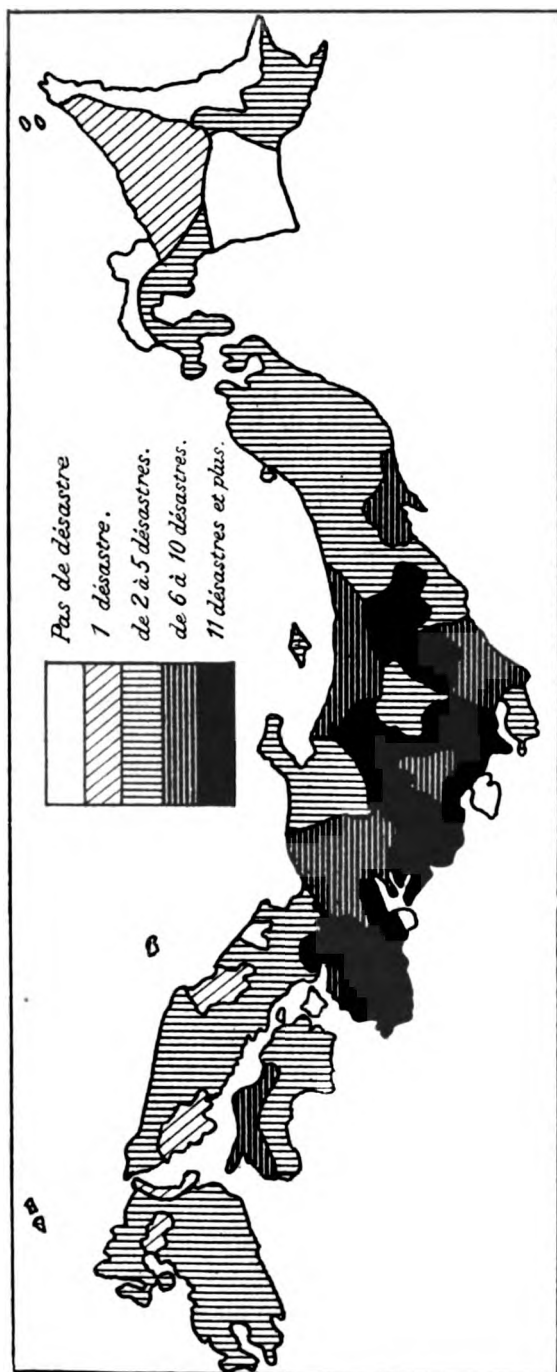 Pas de désastre
1 désastre.
de 2 à 5 désastres.
de 6 à 10 désastres.
11 désastres et plus.